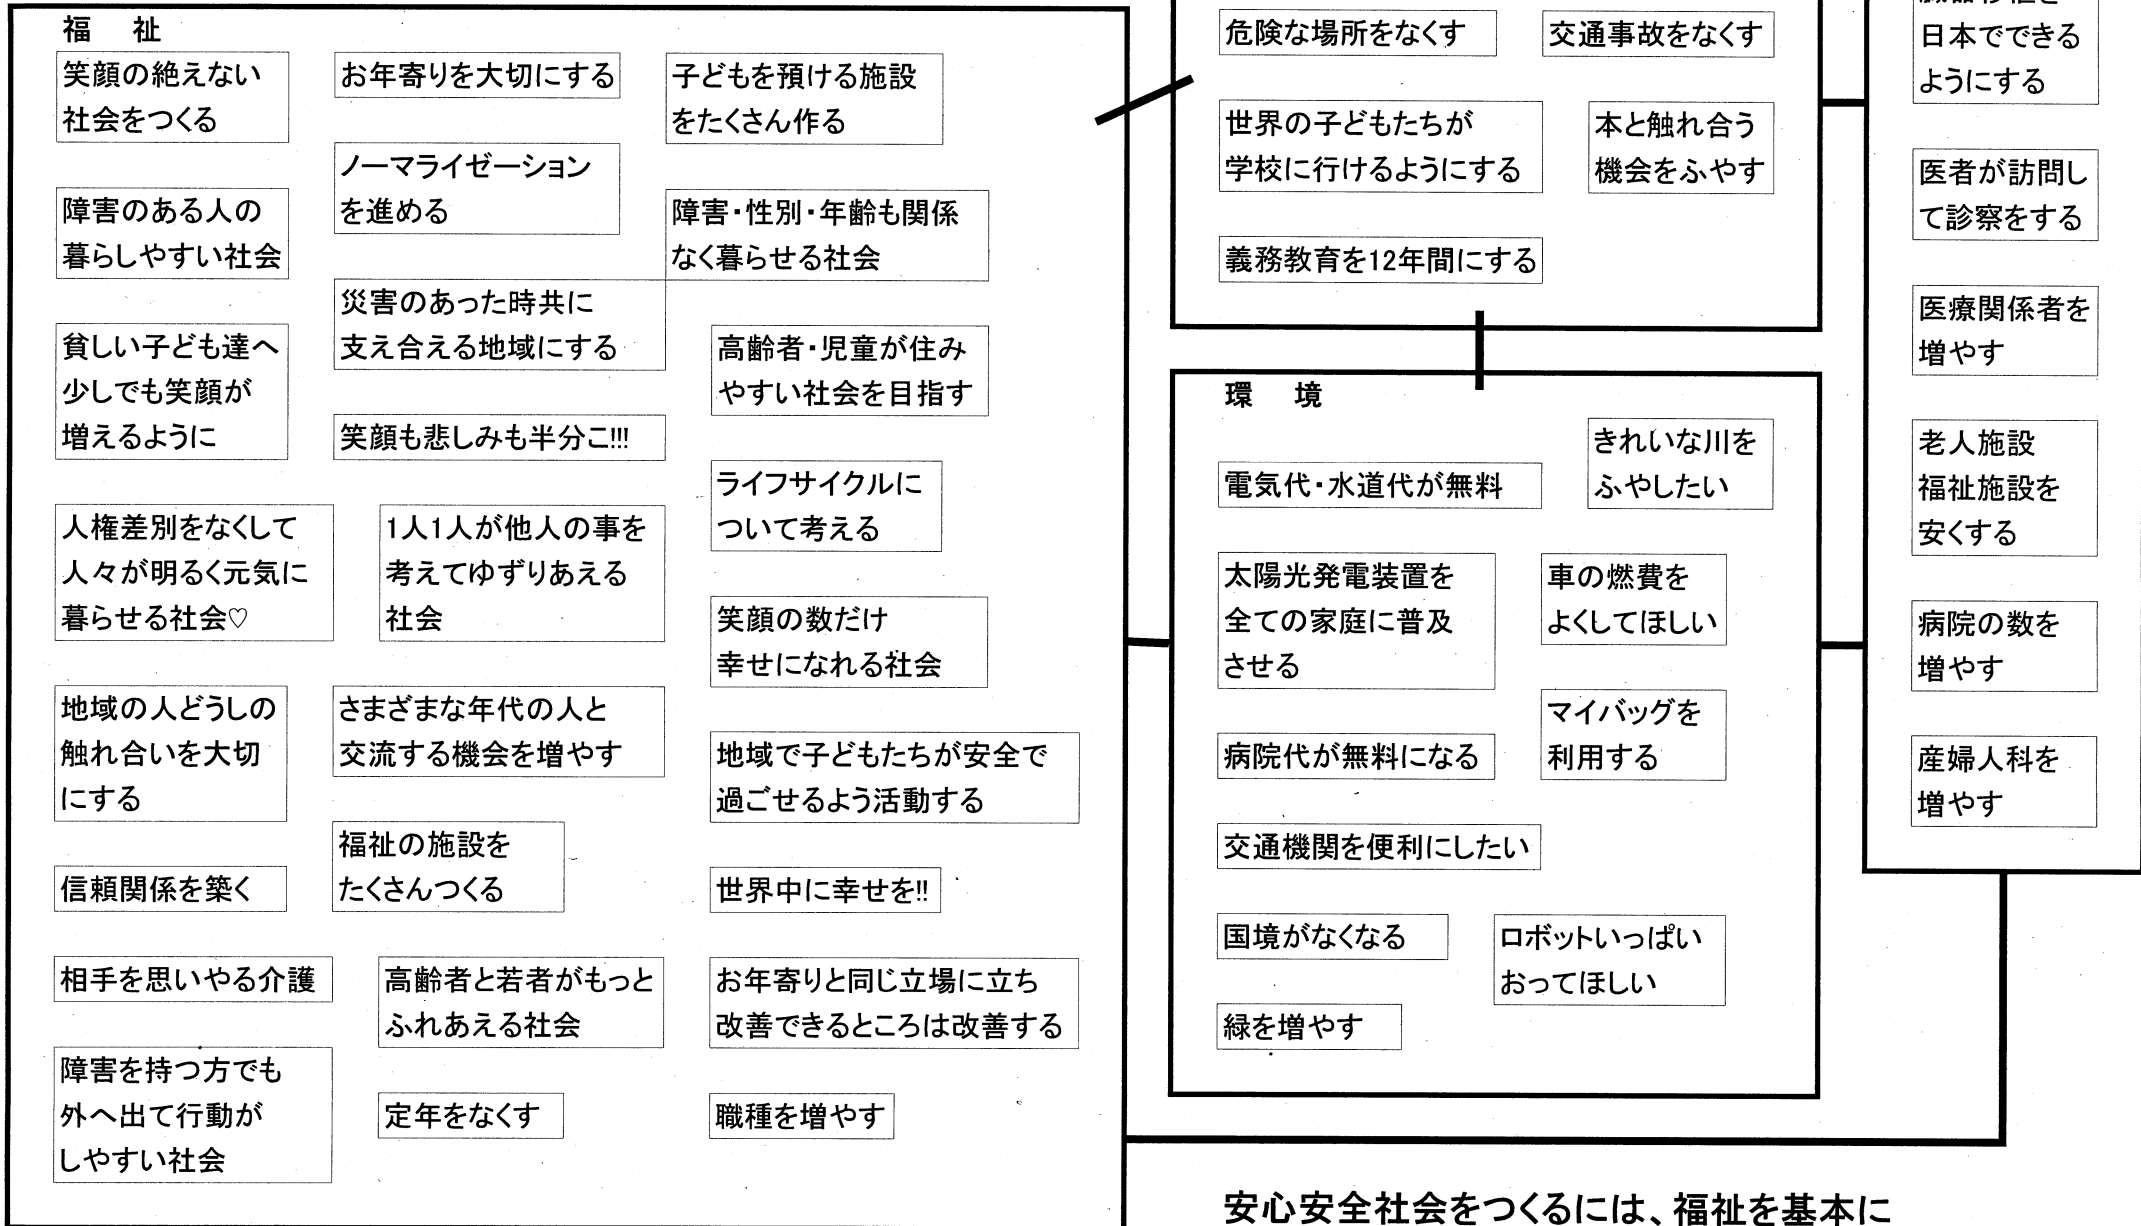 福　祉
笑顔の絶えない
社会をつくる
お年寄りを大切にする
子どもを預ける施設
をたくさん作る
ノーマライゼーション
を進める
障害のある人の
暮らしやすい社会
障害・性別・年齢も関係
なく暮らせる社会
災害のあった時共に
支え合える地域にする
貧しい子ども達へ
少しでも笑顔が
増えるように
高齢者・児童が住み
やすい社会を目指す
笑顔も悲しみも半分こ!!!
ライフサイクルに
ついて考える
人権差別をなくして
人々が明るく元気に
暮らせる社会♡
1人1人が他人の事を
考えてゆずりあえる
社会
笑顔の数だけ
幸せになれる社会
地域の人どうしの
触れ合いを大切
にする
さまざまな年代の人と
交流する機会を増やす
地域で子どもたちが安全で
過ごせるよう活動する
福祉の施設を
たくさんつくる
信頼関係を築く
世界中に幸せを!!
相手を思いやる介護
高齢者と若者がもっと
ふれあえる社会
お年寄りと同じ立場に立ち
改善できるところは改善する
障害を持つ方でも
外へ出て行動が
しやすい社会
定年をなくす
職種を増やす
危険な場所をなくす
交通事故をなくす
世界の子どもたちが
学校に行けるようにする
本と触れ合う
機会をふやす
義務教育を12年間にする
環　境
きれいな川を
ふやしたい
電気代・水道代が無料
太陽光発電装置を
全ての家庭に普及
させる
車の燃費を
よくしてほしい
マイバッグを
利用する
病院代が無料になる
交通機関を便利にしたい
国境がなくなる
ロボットいっぱい
おってほしい
緑を増やす
日本でできる
ようにする
医者が訪問し
て診察をする
医療関係者を
増やす
老人施設
福祉施設を
安くする
病院の数を
増やす
産婦人科を
増やす
安心安全社会をつくるには、福祉を基本に